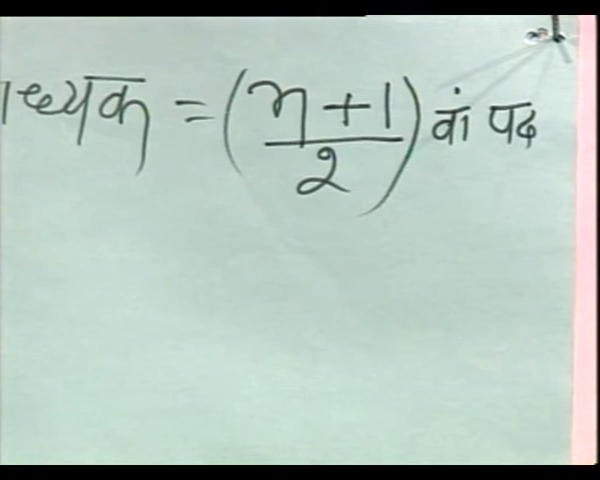 ाध्यक = (n + 1 / 2) वां पद